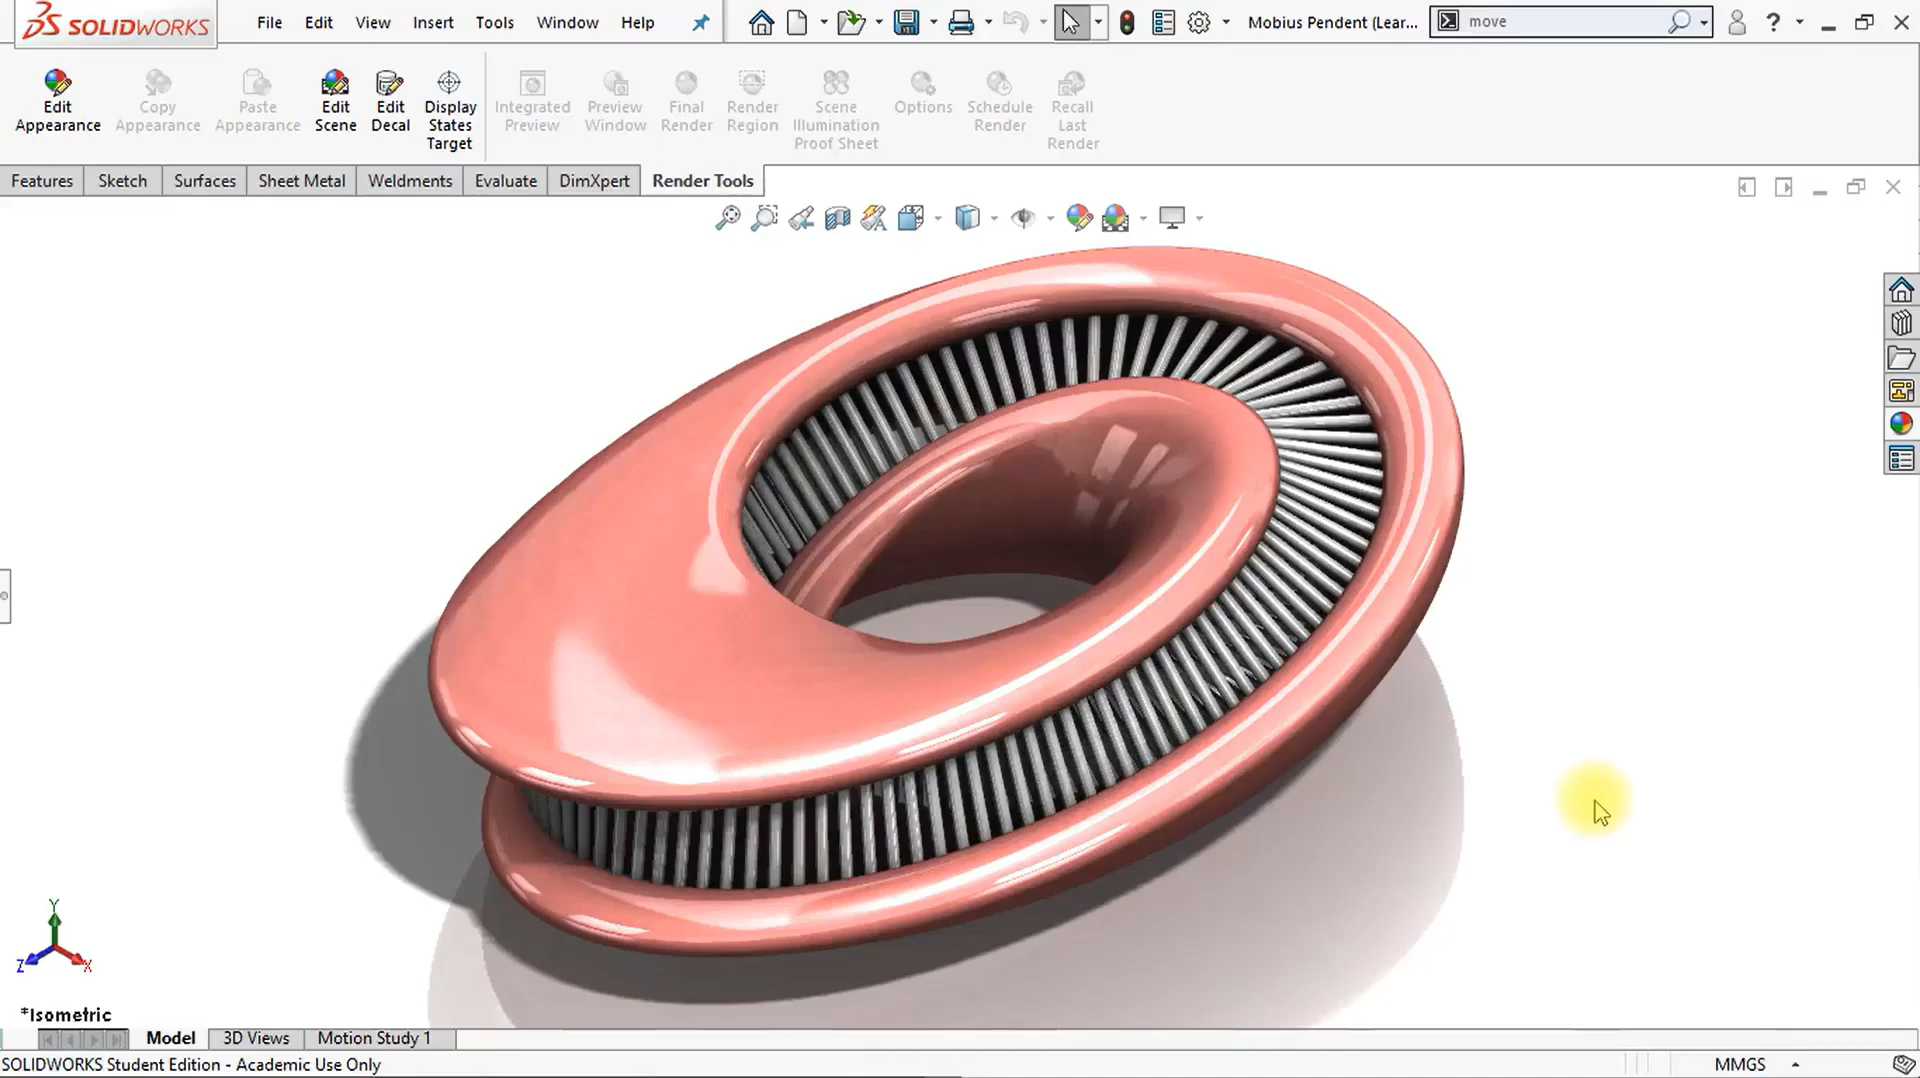 SOLIDWORKS File Edit View Insert Tools Window Help Mobius Pendent (Lear... move ?
Edit Appearance
Copy Appearance
Paste Appearance
Edit Scene
Edit Decal
Display States Target
Integrated Preview
Preview Window
Final Render
Render Region
Scene Illumination Proof Sheet
Options
Schedule Render
Recall Last Render
Features Sketch Surfaces Sheet Metal Weldments Evaluate DimXpert Render Tools
Y
Z X
*Isometric
Model 3D Views Motion Study 1
SOLIDWORKS Student Edition - Academic Use Only MMGS